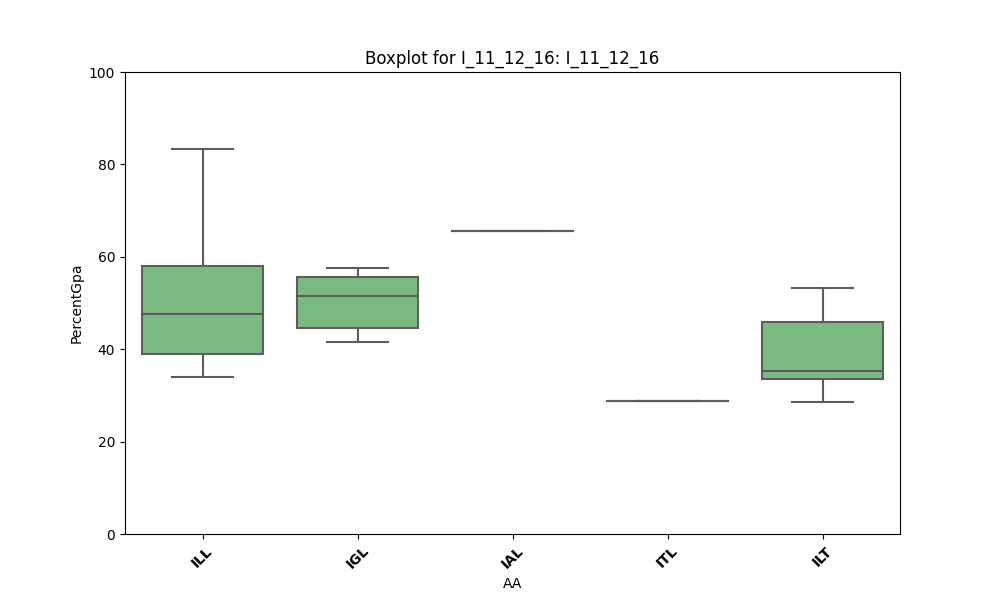 Boxplot for I_11_12_16: I_11_12_16
100
80
60
40
20
0
PercentGpa
ILL
IGL
IAL
ITL
ILT
AA